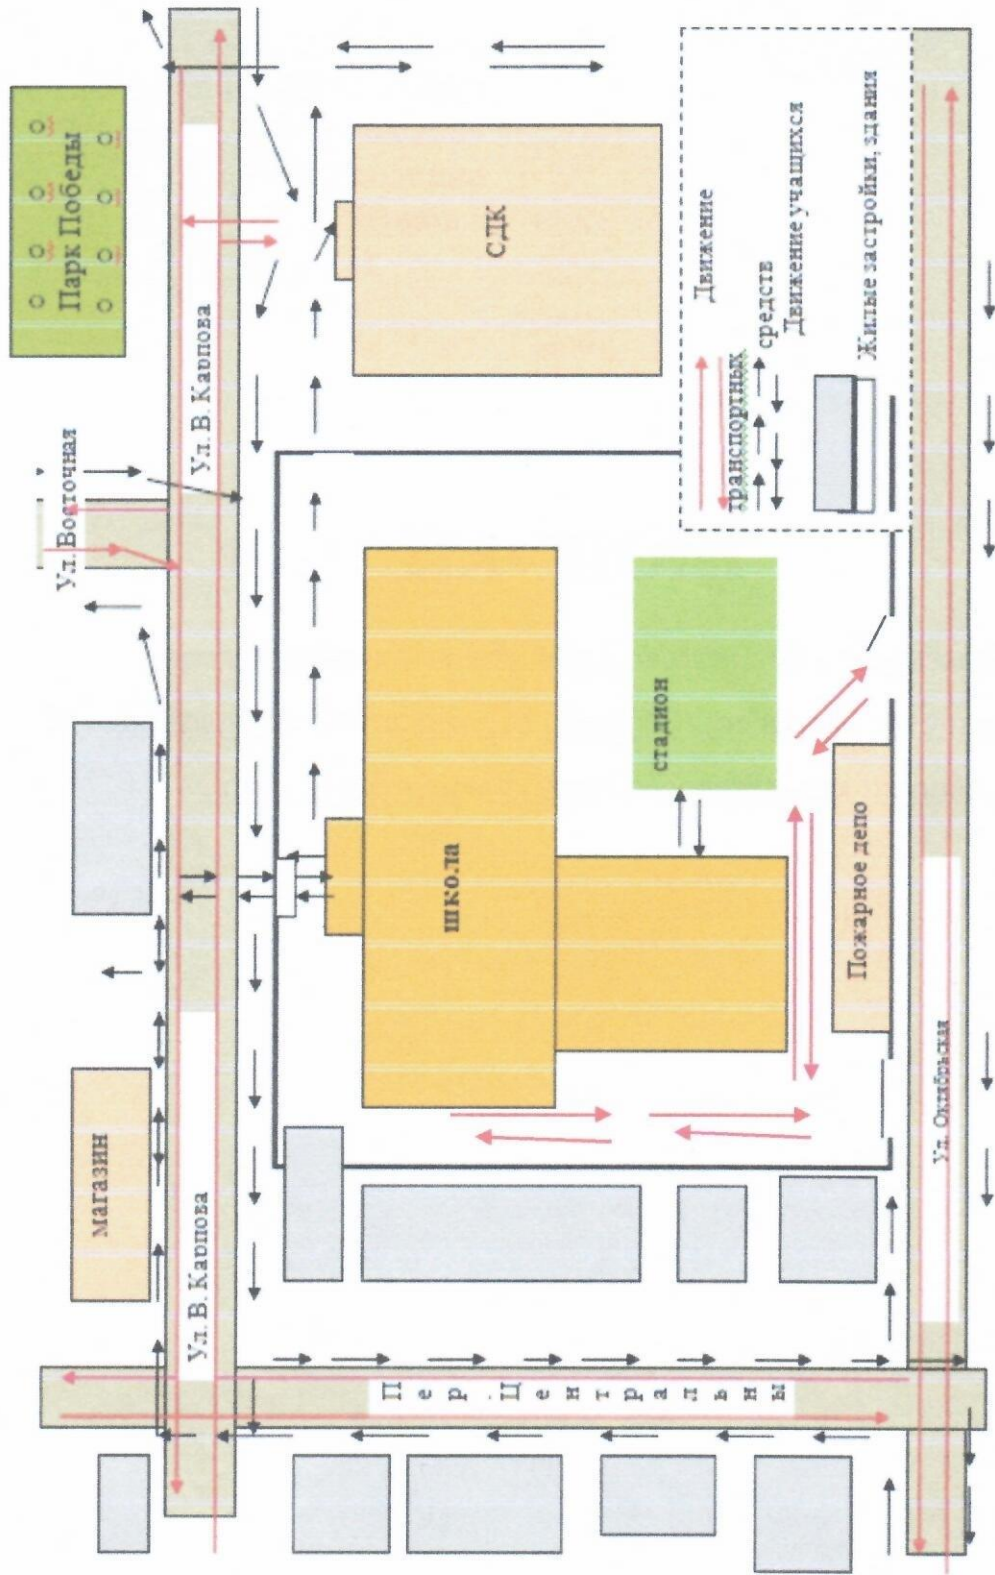 Парк Победы
Ул. Восточная
магазин
Ул. В. Карпова
Ул. В. Карпова
школа
СДК
стадион
Пожарное депо
Пер. Центральны
Ул. Октябрьская
Движение
транспортных
средств
Движение учащихся
Жилые застройки, здания